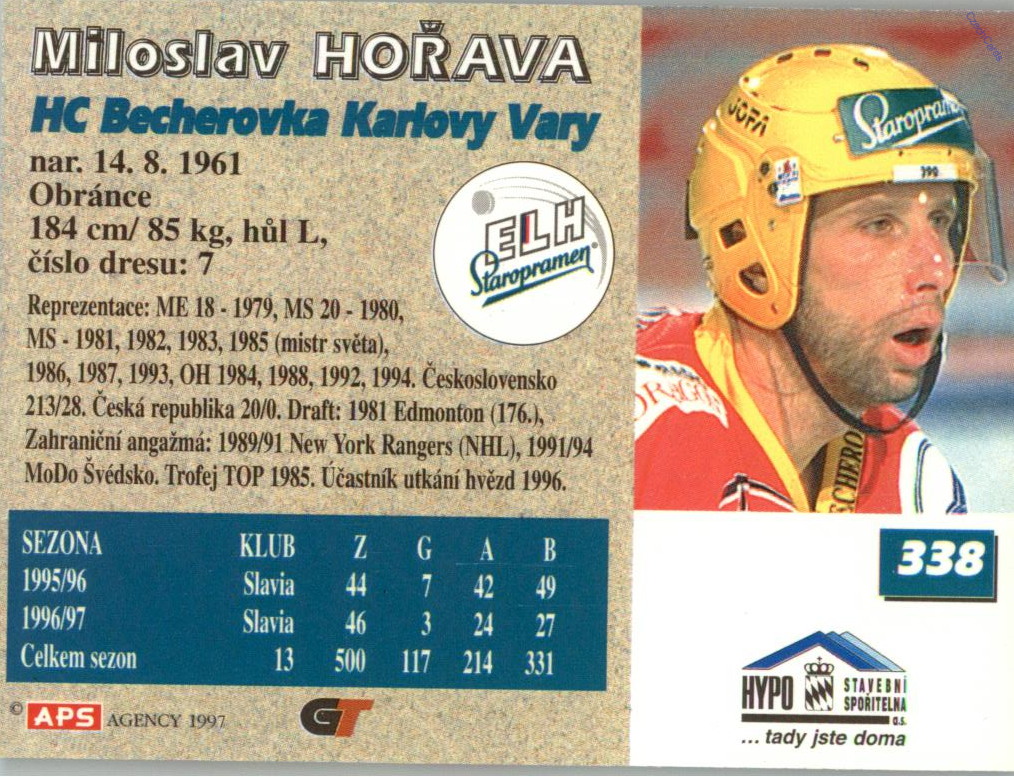 Miloslav HOŘAVA
HC Becherovka Karlovy Vary
nar. 14. 8. 1961
Obránce
184 cm/ 85 kg, hůl L,
číslo dresu: 7
ELH
Staropramen
Reprezentace: ME 18 - 1979, MS 20 - 1980,
MS - 1981, 1982, 1983, 1985 (mistr světa),
1986, 1987, 1993, OH 1984, 1988, 1992, 1994. Československo
213/28. Česká republika 20/0. Draft: 1981 Edmonton (176.),
Zahraniční angažmá: 1989/91 New York Rangers (NHL), 1991/94
MoDo Švédsko. Trofej TOP 1985. Účastník utkání hvězd 1996.
SEZONA KLUB Z G A B
1995/96 Slavia 44 7 42 49
1996/97 Slavia 46 3 24 27
Celkem sezon 13 500 117 214 331
© APS AGENCY 1997 GT
JOFA
Staropramen
390
ECHERO
338
HYPO STAVEBNÍ
SPOŘITELNA
a.s.
... tady jste doma